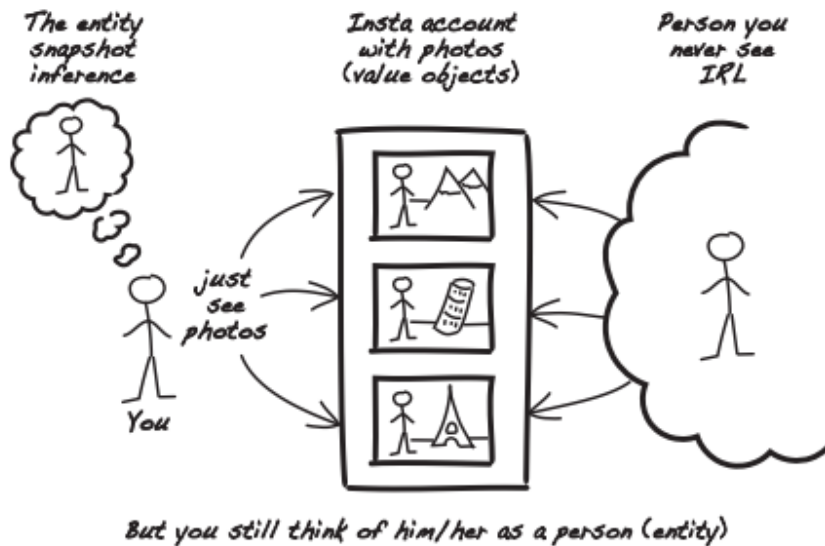 The entity
snapshot
inference
Insta account
with photos
(value objects)
Person you
never see
IRL
just
see
photos
You
But you still think of him/her as a person (entity)